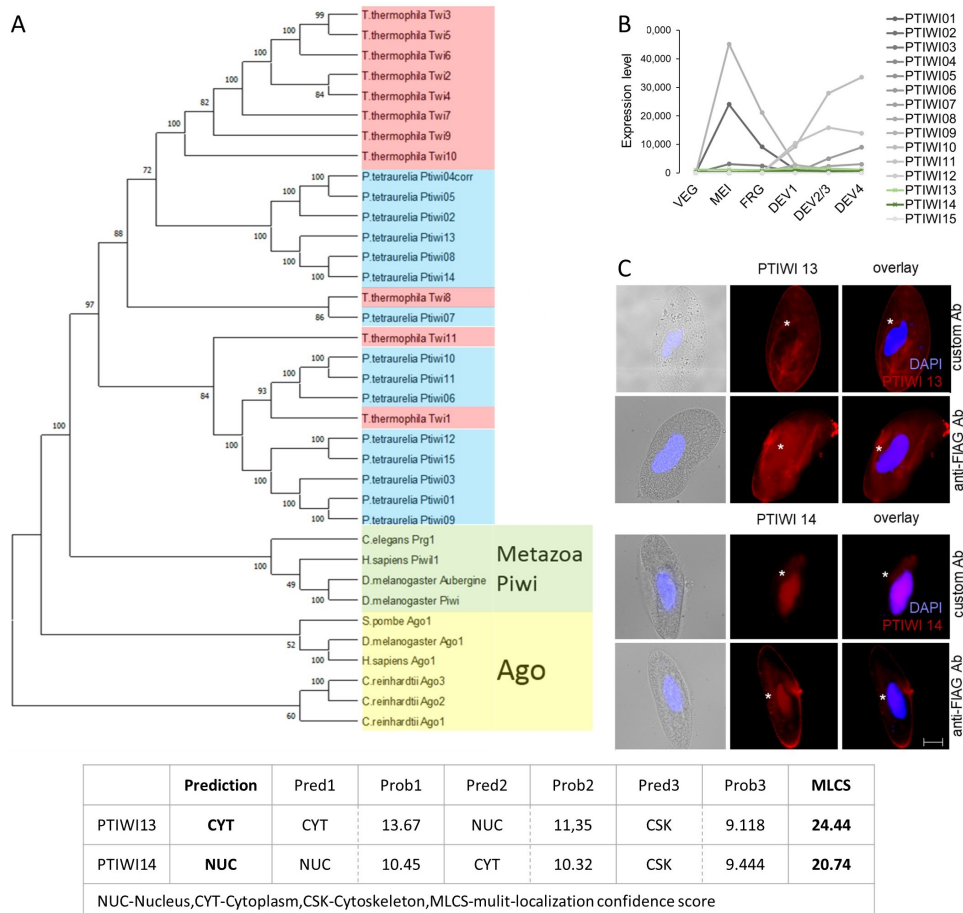 A
T.thermophila Twi3
T.thermophila Twi5
T.thermophila Twi6
T.thermophila Twi2
T.thermophila Twi4
T.thermophila Twi7
T.thermophila Twi9
T.thermophila Twi10
P.tetraurelia Ptiwi04corr
P.tetraurelia Ptiwi05
P.tetraurelia Ptiwi02
P.tetraurelia Ptiwi13
P.tetraurelia Ptiwi08
P.tetraurelia Ptiwi14
T.thermophila Twi8
P.tetraurelia Ptiwi07
T.thermophila Twi11
P.tetraurelia Ptiwi10
P.tetraurelia Ptiwi11
P.tetraurelia Ptiwi06
T.thermophila Twi1
P.tetraurelia Ptiwi12
P.tetraurelia Ptiwi15
P.tetraurelia Ptiwi03
P.tetraurelia Ptiwi01
P.tetraurelia Ptiwi09
C.elegans Prg1
H.sapiens Piwil1
D.melanogaster Aubergine
D.melanogaster Piwi
S.pombe Ago1
D.melanogaster Ago1
H.sapiens Ago1
C.reinhardtii Ago3
C.reinhardtii Ago2
C.reinhardtii Ago1
Metazoa
Piwi
Ago
99
100
100
84
100
82
100
72
100
100
100
100
100
88
86
97
100
100
93
84
100
100
100
100
100
100
100
49
100
52
100
100
60
B
Expression level
0,000
40,000
30,000
20,000
10,000
0
VEG
MEI
FRG
DEV1
DEV2/3
DEV4
PTIWI01
PTIWI02
PTIWI03
PTIWI04
PTIWI05
PTIWI06
PTIWI07
PTIWI08
PTIWI09
PTIWI10
PTIWI11
PTIWI12
PTIWI13
PTIWI14
PTIWI15
C
PTIWI 13 overlay
* *
DAPI
PTIWI 13
custom Ab
* *
anti-FlAG Ab
PTIWI 14 overlay
* *
DAPI
PTIWI 14
custom Ab
* *
anti-FlAG Ab
Prediction Pred1 Prob1 Pred2 Prob2 Pred3 Prob3 MLCS
PTIWI13 CYT CYT 13.67 NUC 11,35 CSK 9.118 24.44
PTIWI14 NUC NUC 10.45 CYT 10.32 CSK 9.444 20.74
NUC-Nucleus,CYT-Cytoplasm,CSK-Cytoskeleton,MLCS-mulit-localization confidence score